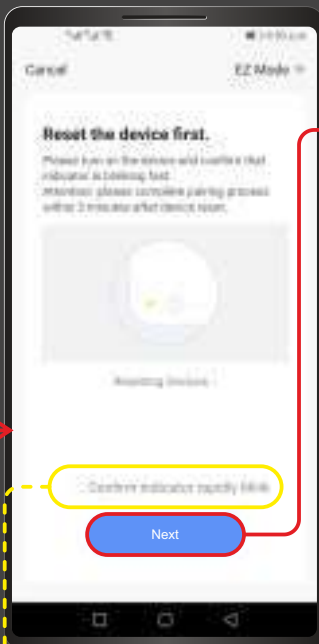 Cancel EZ Mode
Reset the device first.
Please turn on the device and confirm that
indicator is blinking fast.
Attention: please complete pairing process
within 3 minutes after device reset.
Resetting Devices
Confirm indicator rapidly blink
Next